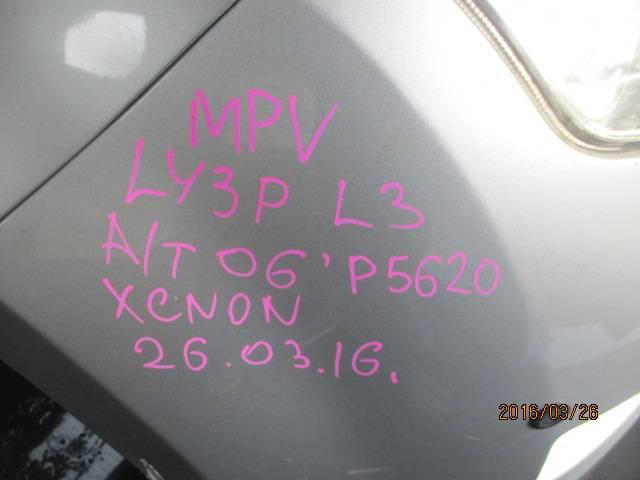 MPV
LY3P L3
A/T 06' P5620
XENON
26.03.16.
2016/03/26